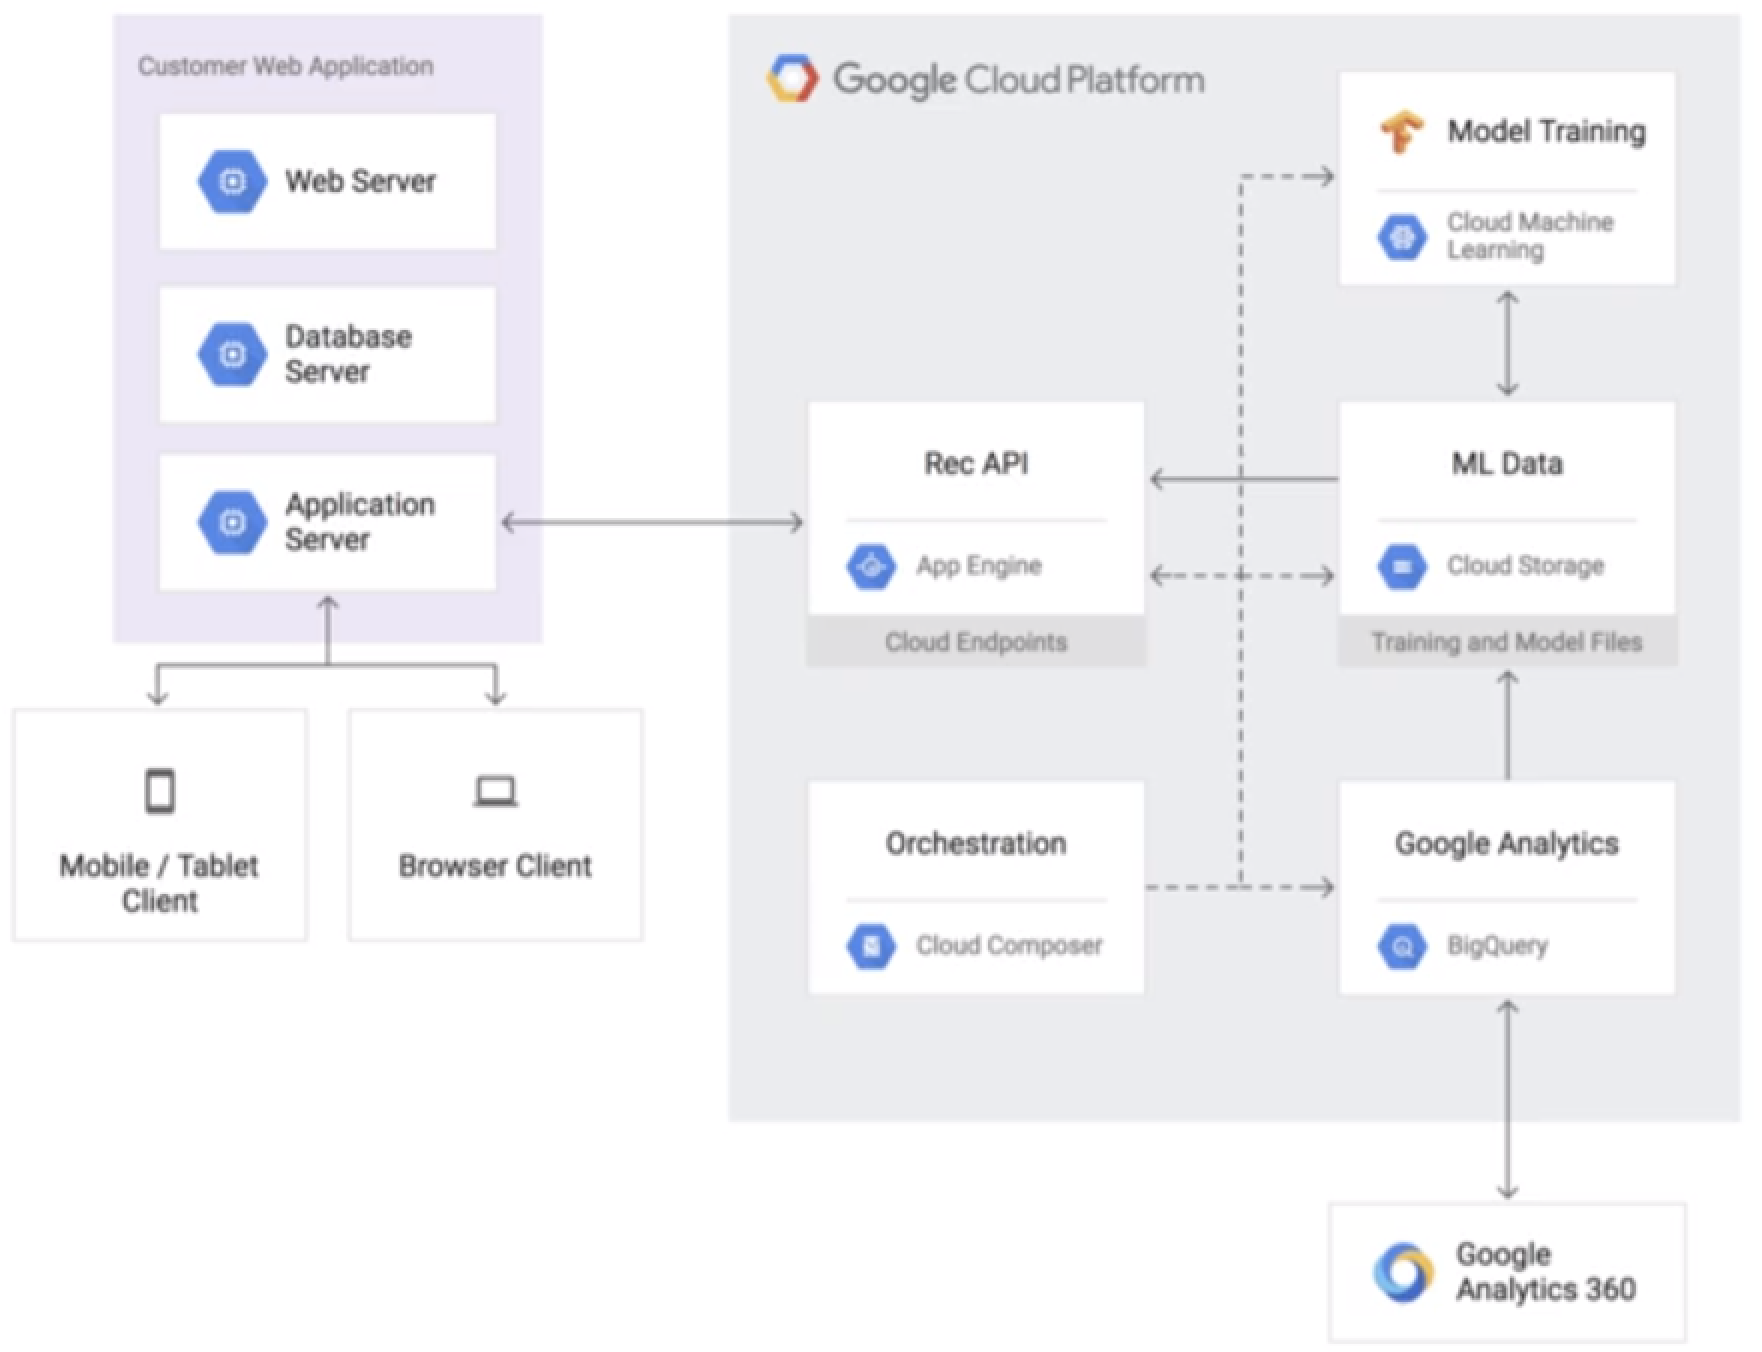 Customer Web Application
Web Server
Database
Server
Application
Server
Mobile / Tablet
Client
Browser Client
Google Cloud Platform
Model Training
Cloud Machine
Learning
Rec API
App Engine
Cloud Endpoints
ML Data
Cloud Storage
Training and Model Files
Orchestration
Cloud Composer
Google Analytics
BigQuery
Google
Analytics 360